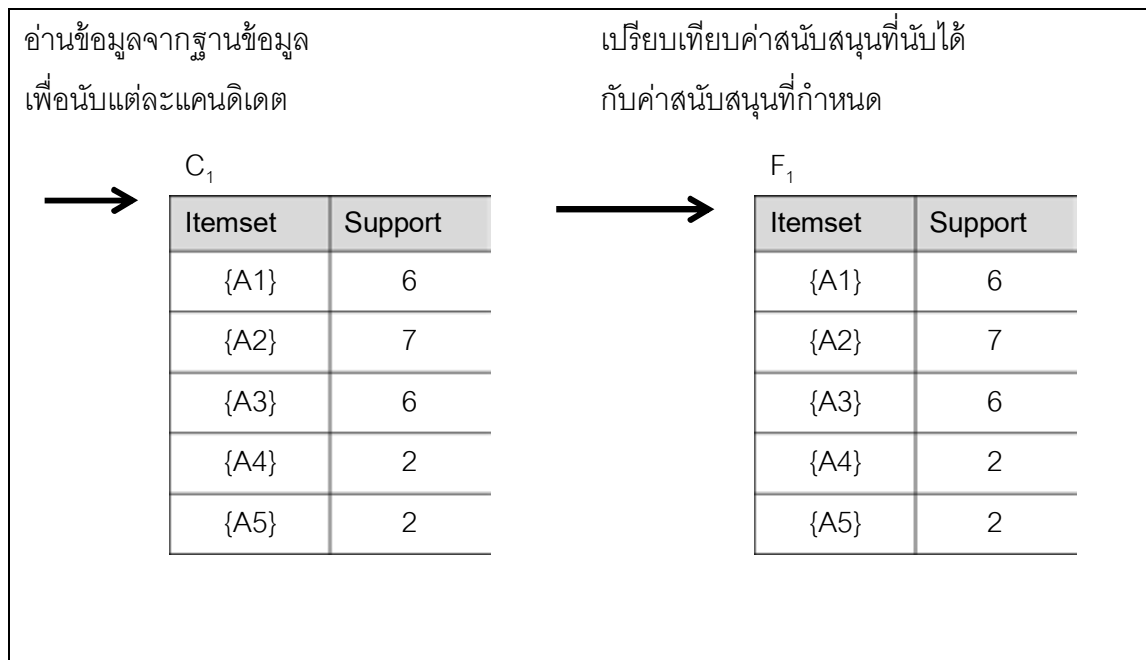 อ่านข้อมูลจากฐานข้อมูล
เพื่อนับแต่ละแคนดิเดต
เปรียบเทียบค่าสนับสนุนที่นับได้
กับค่าสนับสนุนที่กำหนด
C₁
Itemset Support
{A1} 6
{A2} 7
{A3} 6
{A4} 2
{A5} 2
F₁
Itemset Support
{A1} 6
{A2} 7
{A3} 6
{A4} 2
{A5} 2